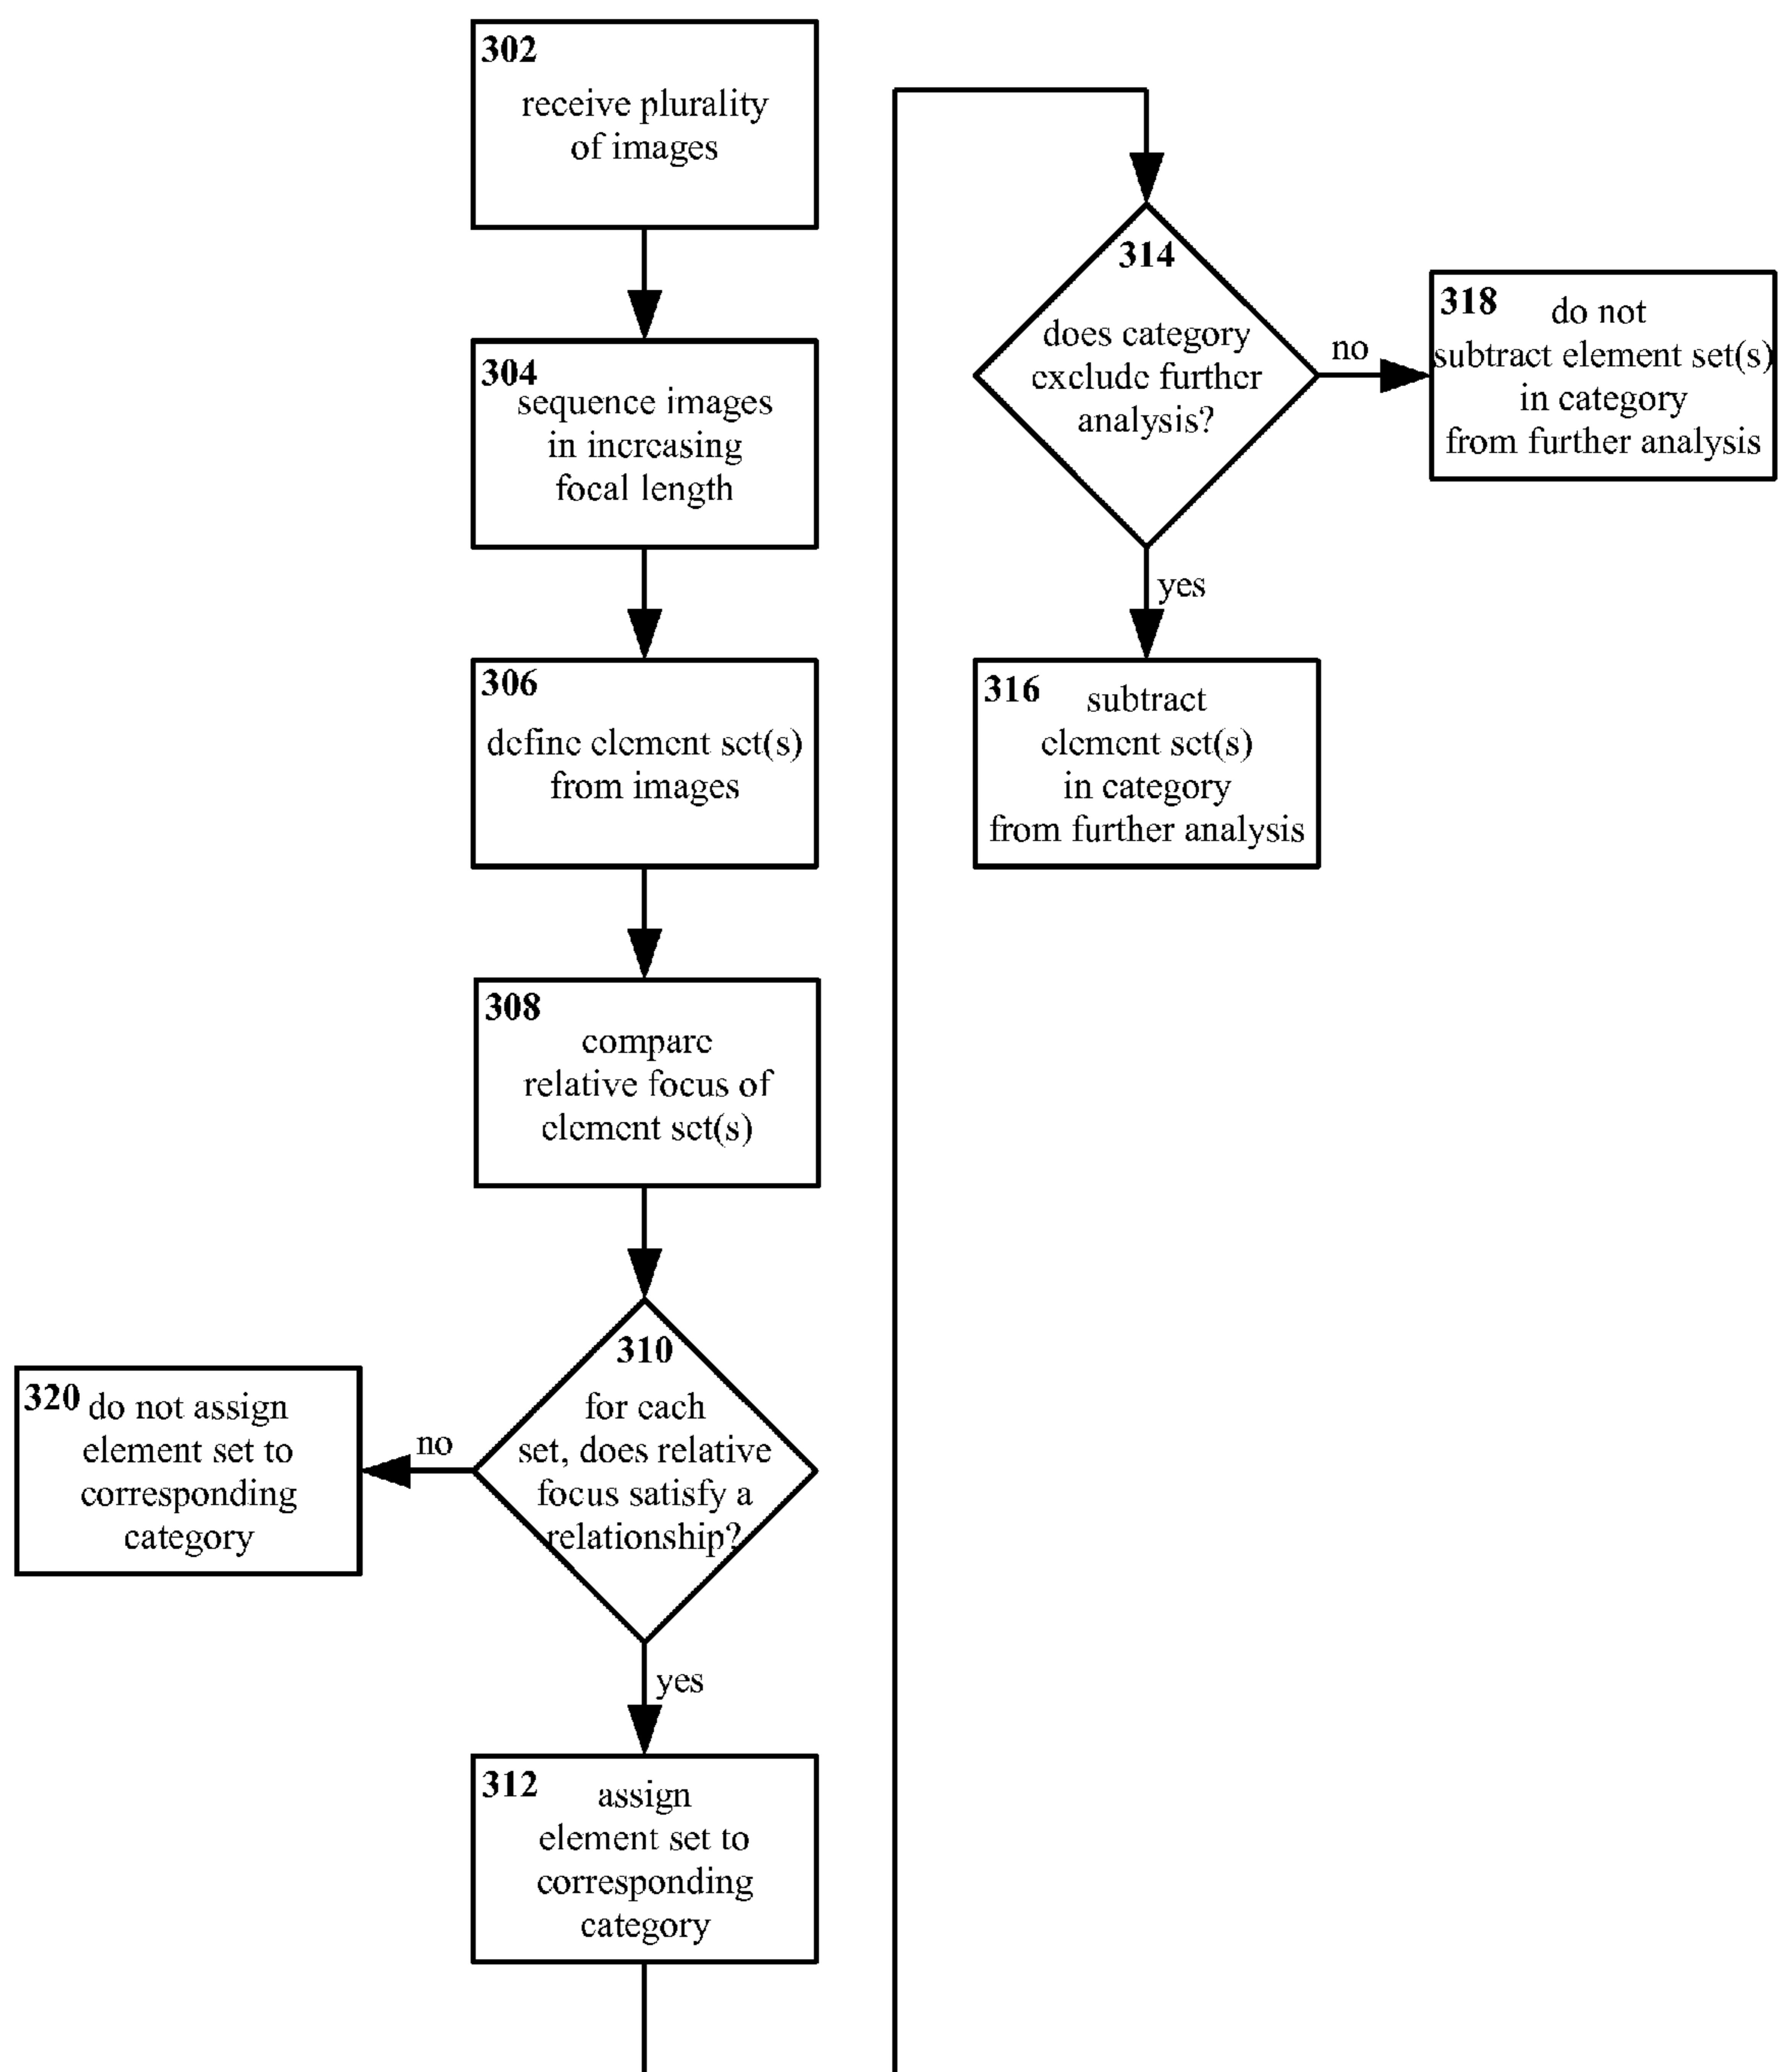 302
receive plurality
of images
304
sequence images
in increasing
focal length
306
define element set(s)
from images
308
compare
relative focus of
element set(s)
310
for each
set, does relative
focus satisfy a
relationship?
no
320 do not assign
element set to
corresponding
category
yes
312 assign
element set to
corresponding
category
314
does category
exclude further
analysis?
no
318 do not
subtract element set(s)
in category
from further analysis
yes
316 subtract
element set(s)
in category
from further analysis